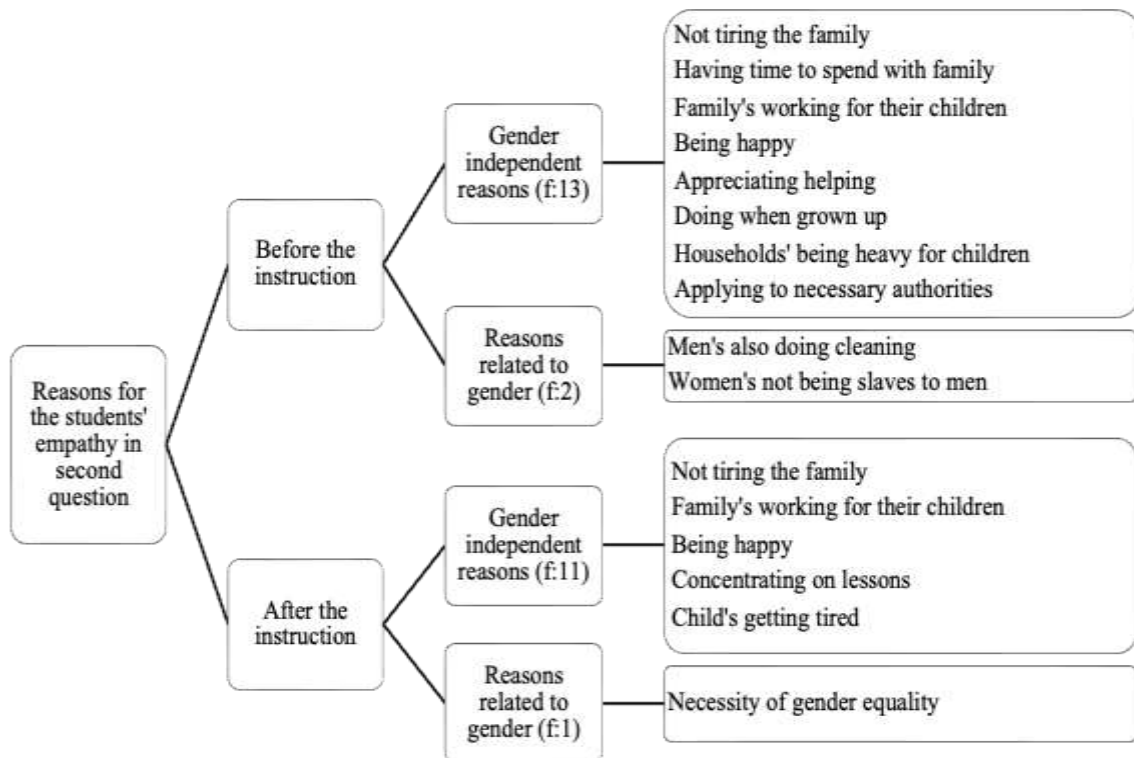 Reasons for
the students'
empathy in
second
question
Before the
instruction
Gender
independent
reasons (f:13)
Not tiring the family
Having time to spend with family
Family's working for their children
Being happy
Appreciating helping
Doing when grown up
Households' being heavy for children
Applying to necessary authorities
Reasons
related to
gender (f:2)
Men's also doing cleaning
Women's not being slaves to men
After the
instruction
Gender
independent
reasons (f:11)
Not tiring the family
Family's working for their children
Being happy
Concentrating on lessons
Child's getting tired
Reasons
related to
gender (f:1)
Necessity of gender equality